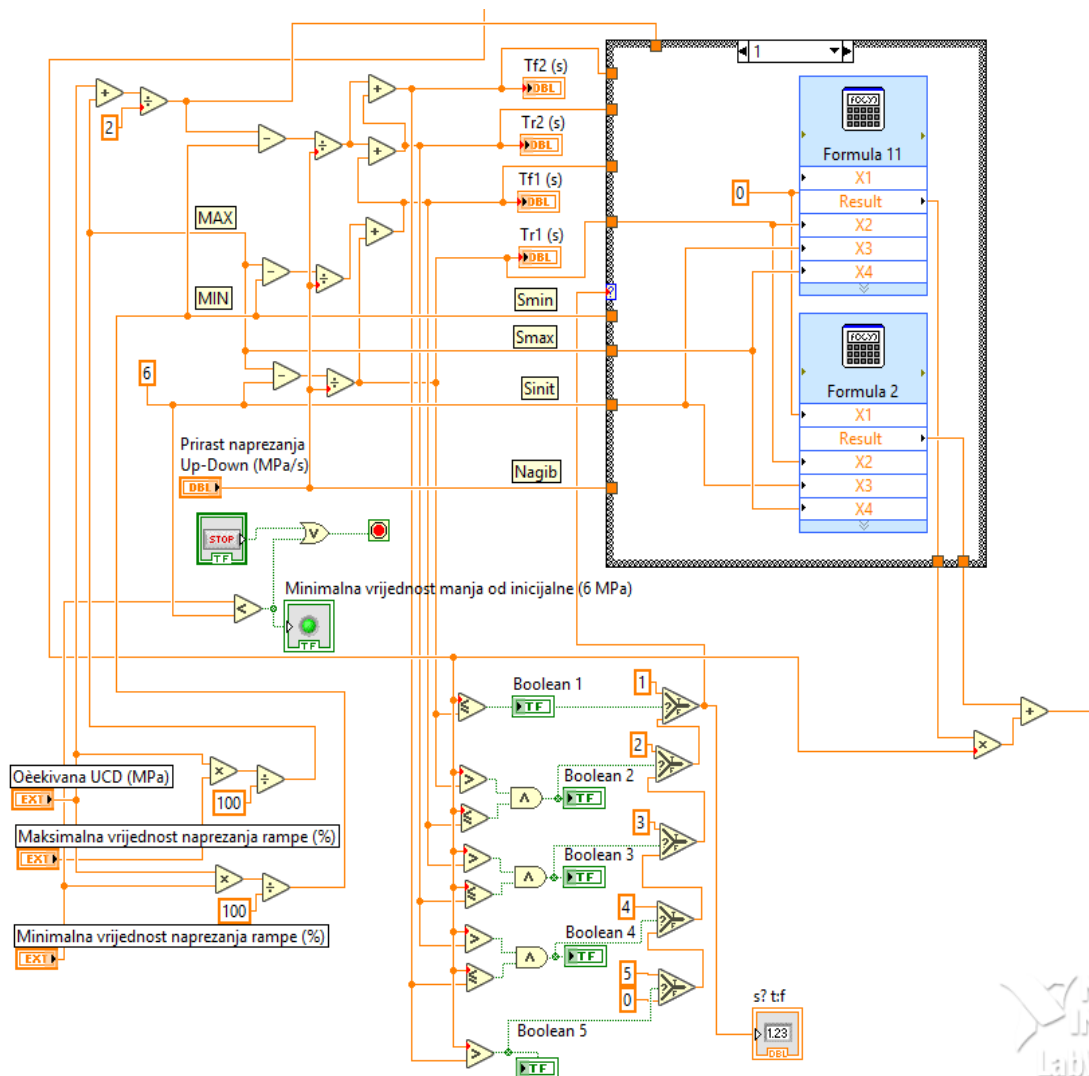 1
Tf2 (s)
DBL
2
Tr2 (s)
DBL
Formula 11
X1
Result
X2
X3
X4
0
Tf1 (s)
DBL
MAX
Tr1 (s)
DBL
MIN
Smin
Smax
6
Sinit
Formula 2
X1
Result
X2
X3
X4
Prirast naprezanja
Up-Down (MPa/s)
DBL
Nagib
STOP
TF
Minimalna vrijednost manja od inicijalne (6 MPa)
TF
Boolean 1
TF
1
2
Oèekivana UCD (MPa)
EXT
100
Boolean 2
TF
Maksimalna vrijednost naprezanja rampe (%)
EXT
3
Boolean 3
TF
100
Minimalna vrijednost naprezanja rampe (%)
EXT
4
Boolean 4
TF
5
0
s? t:f
1.23
DBL
Boolean 5
TF